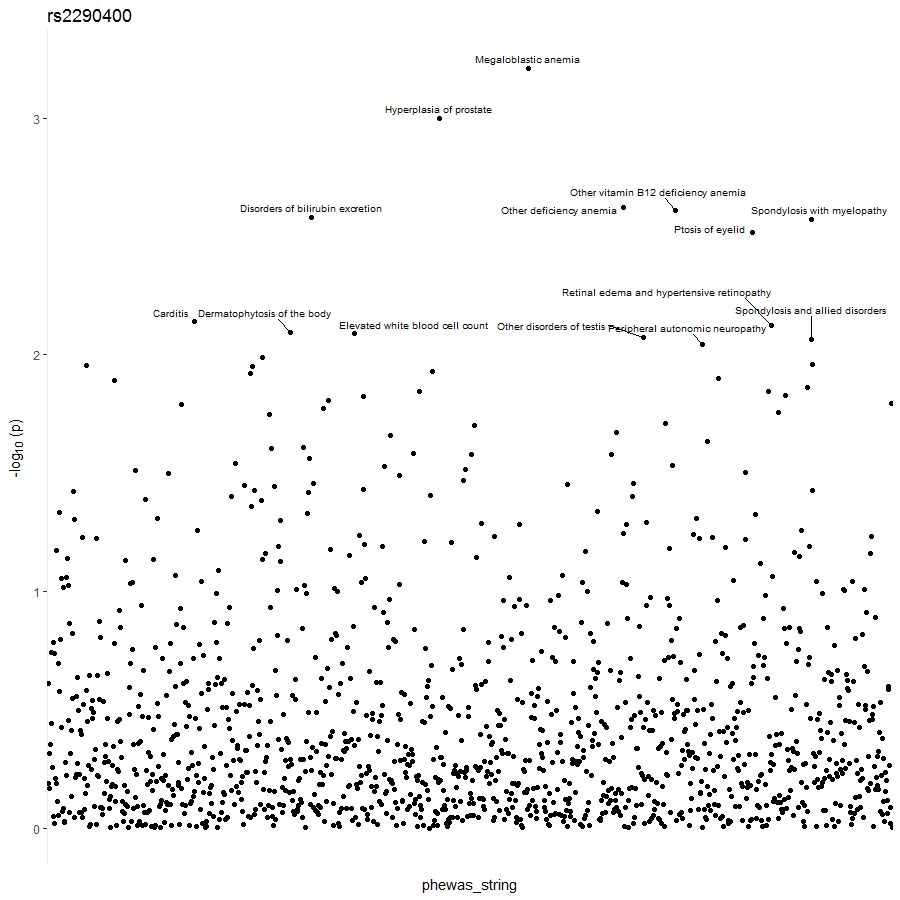 rs2290400
Megaloblastic anemia
Hyperplasia of prostate
3
Other vitamin B12 deficiency anemia
Disorders of bilirubin excretion
Other deficiency anemia
Spondylosis with myelopathy
Ptosis of eyelid
Retinal edema and hypertensive retinopathy
Carditis
Dermatophytosis of the body
Spondylosis and allied disorders
Elevated white blood cell count
Other disorders of testis
Peripheral autonomic neuropathy
2
-log10 (p)
1
0
phewas_string